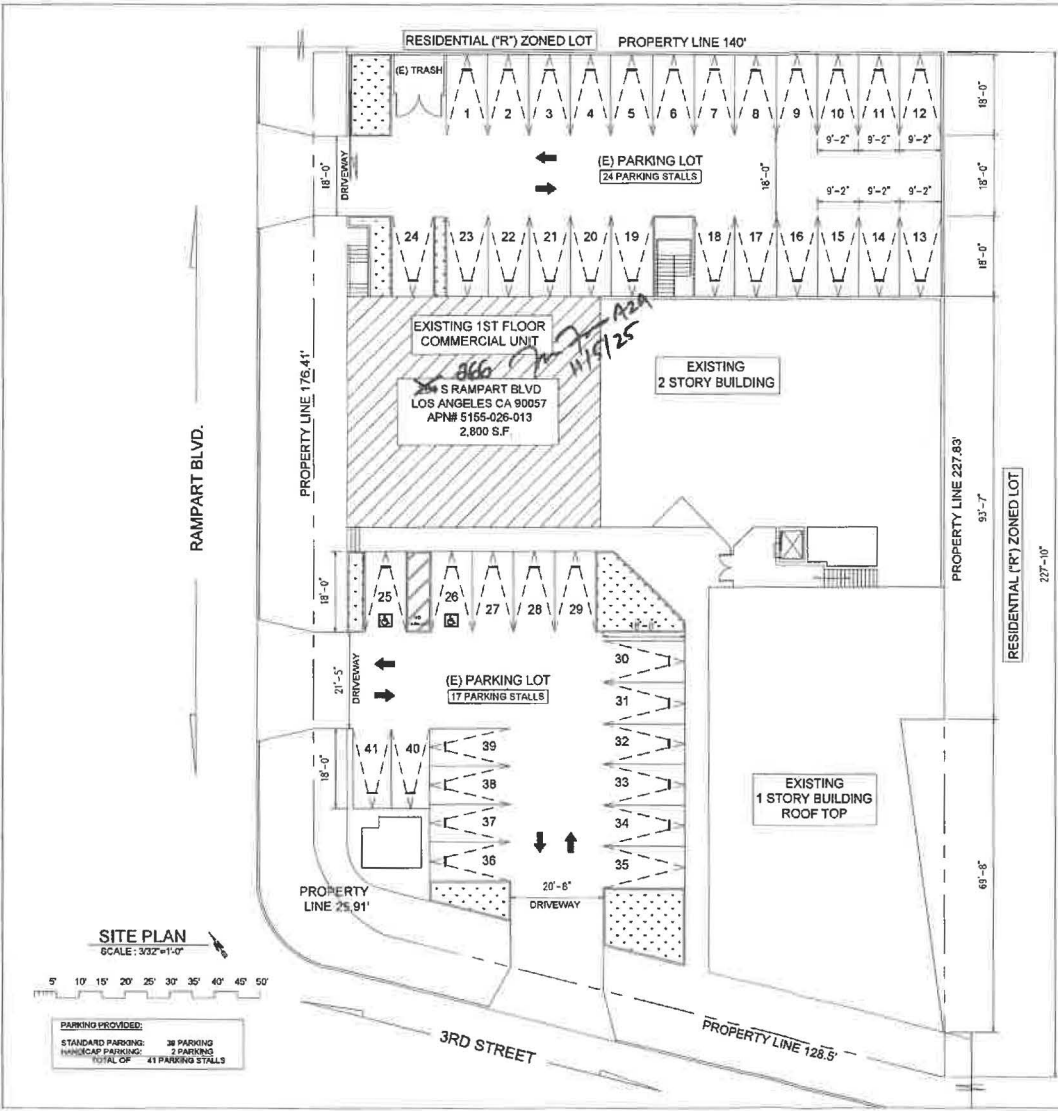 RESIDENTIAL ("R") ZONED LOT
PROPERTY LINE 140'
(E) TRASH
1 2 3 4 5 6 7 8 9 10 11 12
9'-2" 9'-2" 9'-2"
18'-0"
18'-0"
DRIVEWAY
(E) PARKING LOT
24 PARKING STALLS
18'-0"
18'-0"
9'-2" 9'-2" 9'-2"
24 23 22 21 20 19 18 17 16 15 14 13
18'-0"
EXISTING 1ST FLOOR
COMMERCIAL UNIT
266
11/5/25
S RAMPART BLVD
LOS ANGELES CA 90057
APN# 5155-026-013
2,800 S.F.
EXISTING
2 STORY BUILDING
RAMPART BLVD.
PROPERTY LINE 176.41'
PROPERTY LINE 227.83'
93'-7"
RESIDENTIAL ("R") ZONED LOT
227'-10"
18'-0"
25 26 27 28 29
21'-5"
DRIVEWAY
(E) PARKING LOT
17 PARKING STALLS
30
31
32
33
34
35
18'-0"
41 40 39
38
37
36
20'-8"
DRIVEWAY
EXISTING
1 STORY BUILDING
ROOF TOP
69'-8"
PROPERTY
LINE 25.91'
SITE PLAN
SCALE : 3/32"=1'-0"
5' 10' 15' 20' 25' 30' 35' 40' 45' 50'
PARKING PROVIDED:
STANDARD PARKING: PARKING
HANDICAP PARKING: 2 PARKING
TOTAL OF 41 PARKING STALLS
3RD STREET
PROPERTY LINE 128.5'